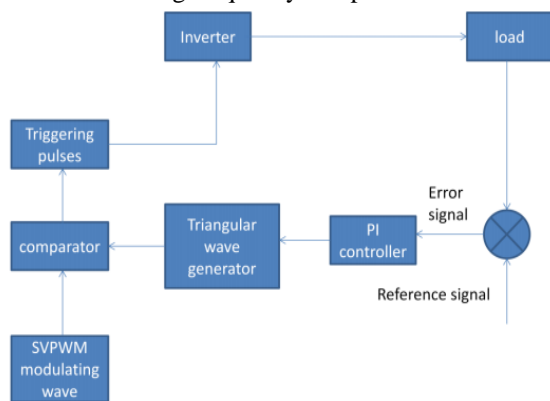 Inverter
load
Triggering
pulses
Error
signal
comparator
Triangular
wave
generator
PI
controller
Reference signal
SVPWM
modulating
wave